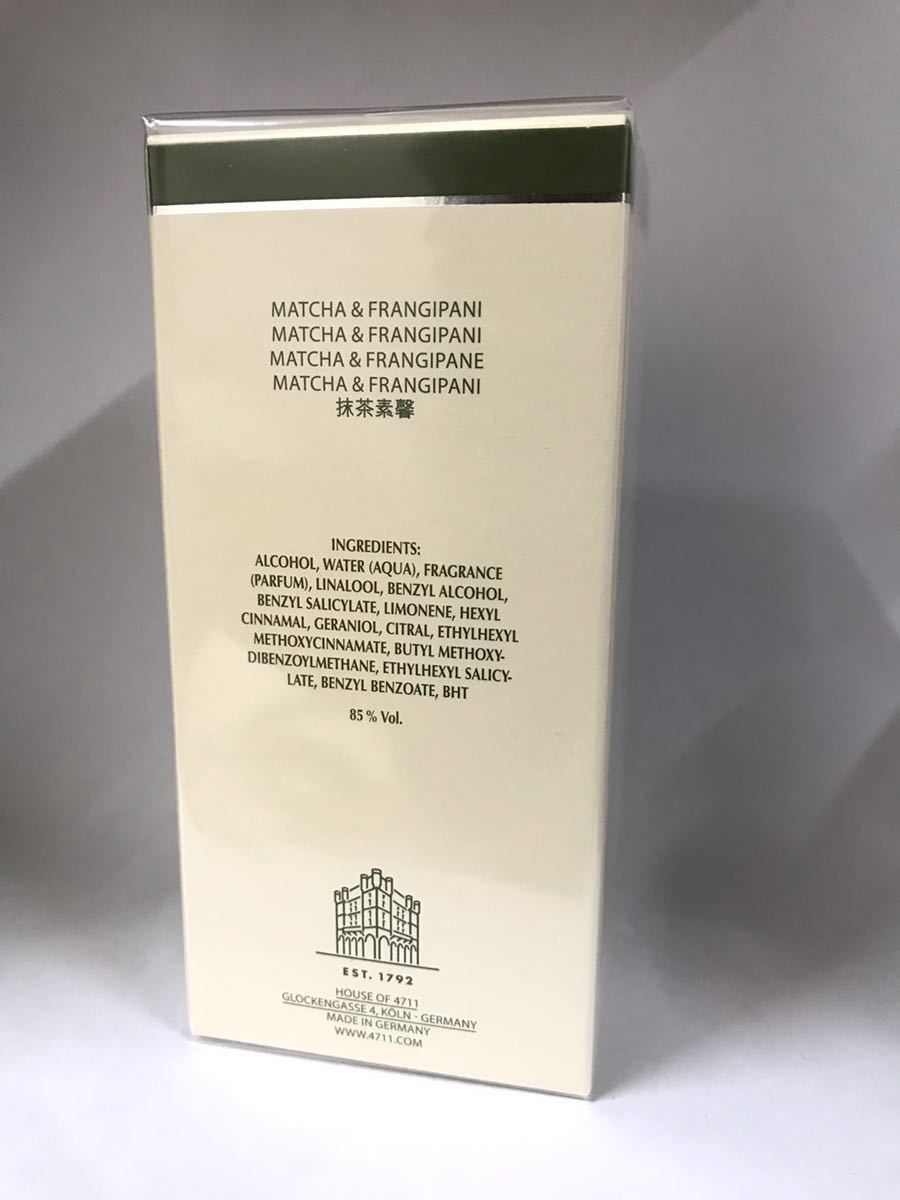 MATCHA & FRANGIPANI
MATCHA & FRANGIPANI
MATCHA & FRANGIPANE
MATCHA & FRANGIPANI
抹茶素馨
INGREDIENTS:
ALCOHOL, WATER (AQUA), FRAGRANCE
(PARFUM), LINALOOL, BENZYL ALCOHOL,
BENZYL SALICYLATE, LIMONENE, HEXYL
CINNAMAL, GERANIOL, CITRAL, ETHYLHEXYL
METHOXYCINNAMATE, BUTYL METHOXY-
DIBENZOYLMETHANE, ETHYLHEXYL SALICY-
LATE, BENZYL BENZOATE, BHT
85 % Vol.
EST. 1792
HOUSE OF 4711
GLOCKENGASSE 4, KÖLN - GERMANY
MADE IN GERMANY
WWW.4711.COM